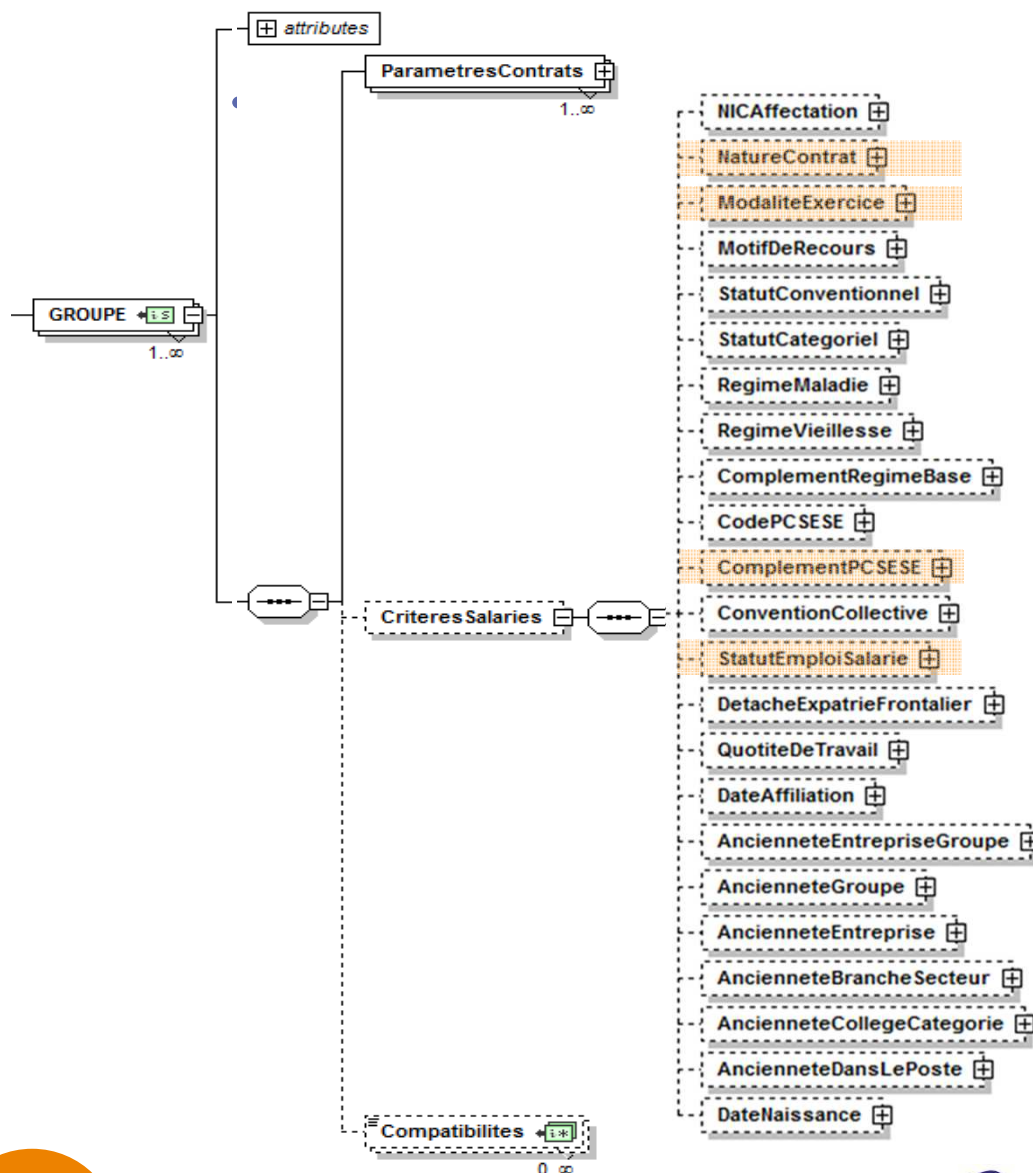 attributes
ParametresContrats
1..∞
NICAffectation
NatureContrat
ModaliteExercice
MotifDeRecours
StatutConventionnel
GROUPE
1..∞
StatutCategoriel
RegimeMaladie
RegimeVieillesse
ComplementRegimeBase
CodePCSESE
ComplementPCSESE
CriteresSalaries
ConventionCollective
StatutEmploiSalarie
DetacheExpatrieFrontalier
QuotiteDeTravail
DateAffiliation
AncienneteEntrepriseGroupe
AncienneteGroupe
AncienneteEntreprise
AncienneteBrancheSecteur
AncienneteCollegeCategorie
AncienneteDansLePoste
DateNaissance
Compatibilites
0..∞